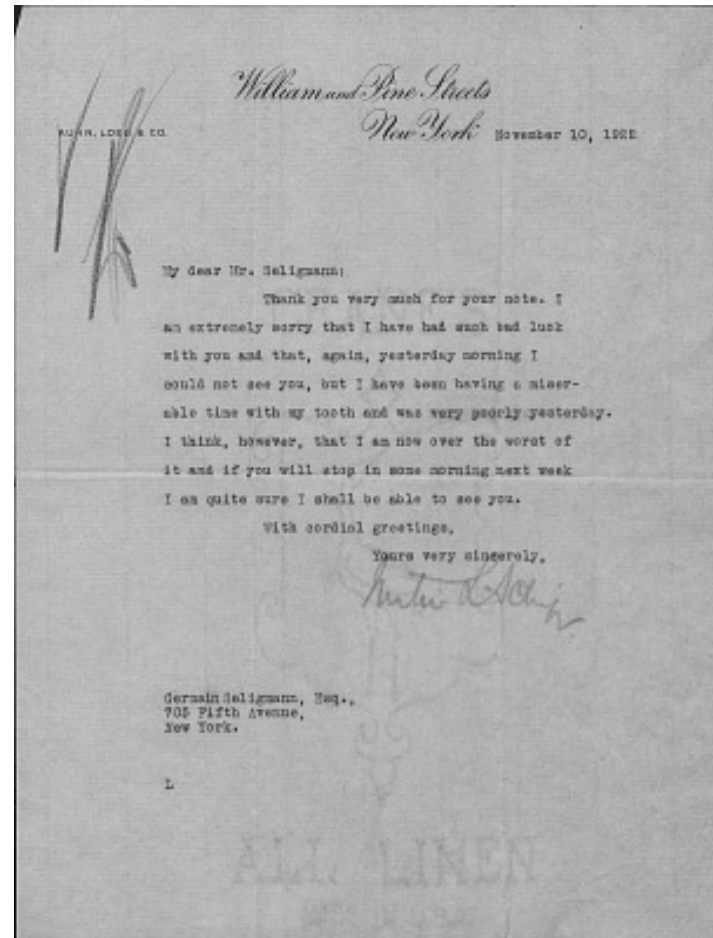 William and Pine Streets
KUHN, LOEB & CO.
New York November 10, 1922
My dear Mr. Seligmann:
Thank you very much for your note. I
am extremely sorry that I have had such bad luck
with you and that, again, yesterday morning I
could not see you, but I have been having a miser-
able time with my tooth and was very poorly yesterday.
I think, however, that I am now over the worst of
it and if you will stop in some morning next week
I am quite sure I shall be able to see you.
With cordial greetings,
Yours very sincerely,
Germain Seligmann, Esq.,
705 Fifth Avenue,
New York.
L
ALL LINEN